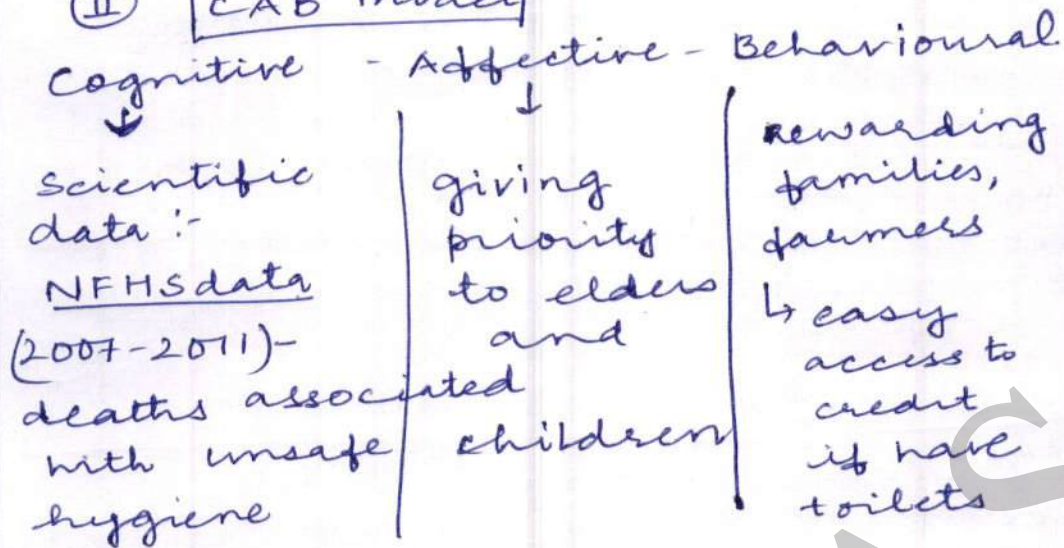 II CAB model
Cognitive - Affective - Behavioural
↓
Scientific
data :-
NFHS data
(2007-2011)-
deaths associated
with unsafe
hygiene
↓
giving
priority
to elders
and
children
rewarding
families,
farmers
↳ easy
access to
credit
if have
toilets